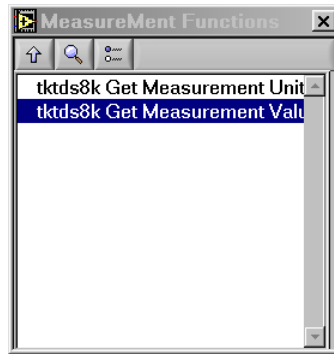 MeasureMent Functions
tktds8k Get Measurement Unit
tktds8k Get Measurement Valu